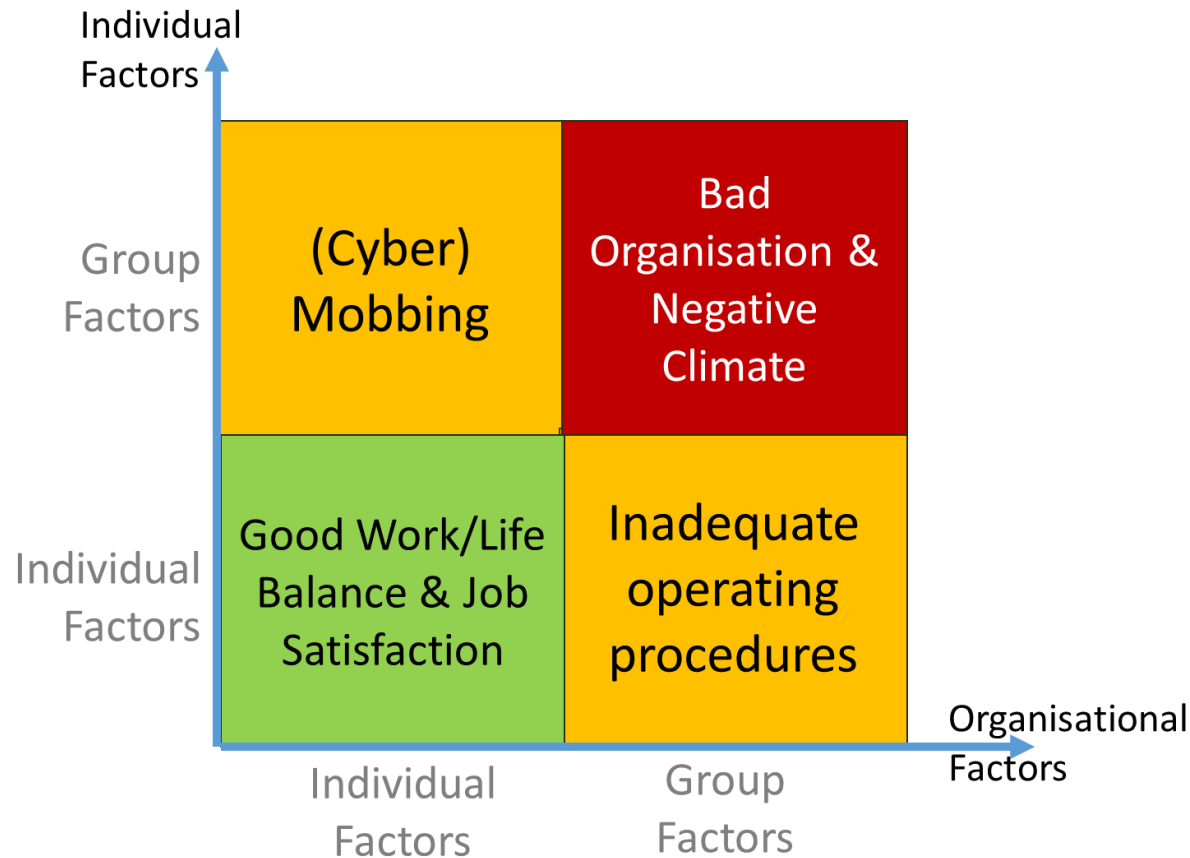 Individual
Factors
(Cyber)
Mobbing
Bad
Organisation &
Negative
Climate
Group
Factors
Good Work/Life
Balance & Job
Satisfaction
Inadequate
operating
procedures
Individual
Factors
Organisational
Factors
Individual
Factors
Group
Factors